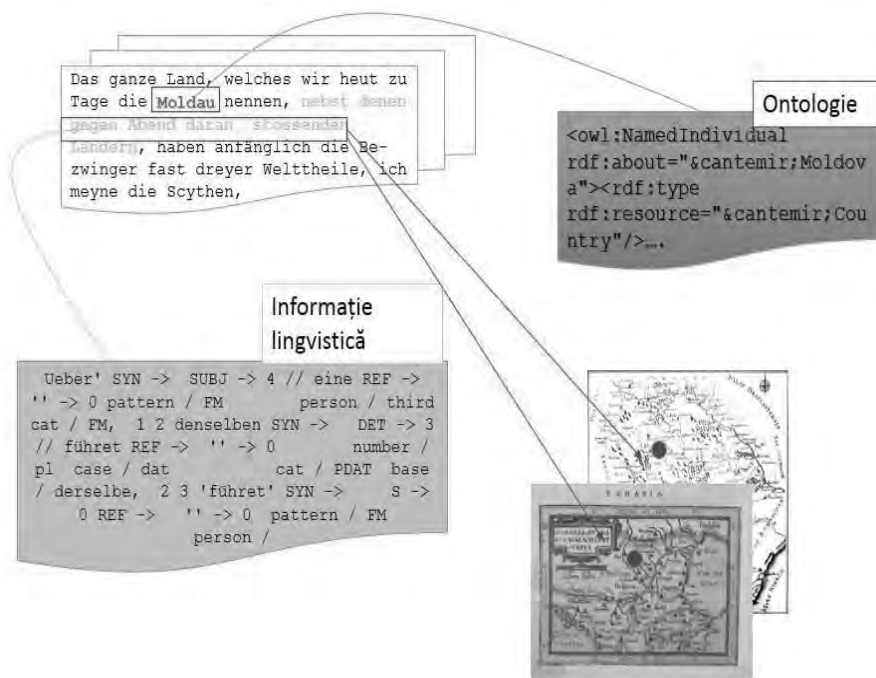 Das ganze Land, welches wir heut zu
Tage die Moldau nennen, nebst denen
gegen Abend daran stossenden
Landern, haben anfänglich die Be-
zwinger fast dreyer Welttheile, ich
meyne die Scythen,
Ontologie
<owl:NamedIndividual
rdf:about="&cantemir;Moldov
a"><rdf:type
rdf:resource="&cantemir;Cou
ntry"/>….
Informație
lingvistică
Ueber' SYN -> SUBJ -> 4 // eine REF ->
'' -> 0 pattern / FM person / third
cat / FM, 1 2 denselben SYN -> DET -> 3
// führet REF -> '' -> 0 number /
pl case / dat cat / PDAT base
/ derselbe, 2 3 'führet' SYN -> S ->
0 REF -> '' -> 0 pattern / FM
person /